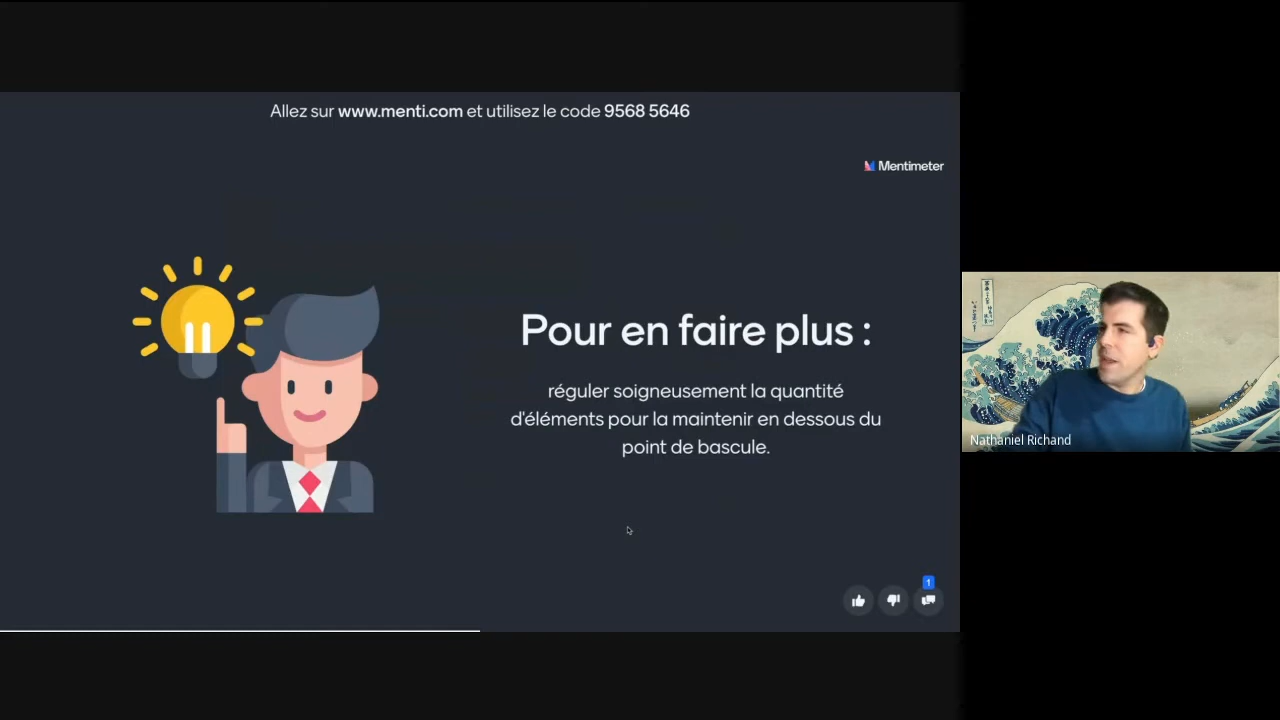 Allez sur www.menti.com et utilisez le code 9568 5646
Mentimeter
Pour en faire plus :
réguler soigneusement la quantité
d'éléments pour la maintenir en dessous du
point de bascule.
1
Nathaniel Richand